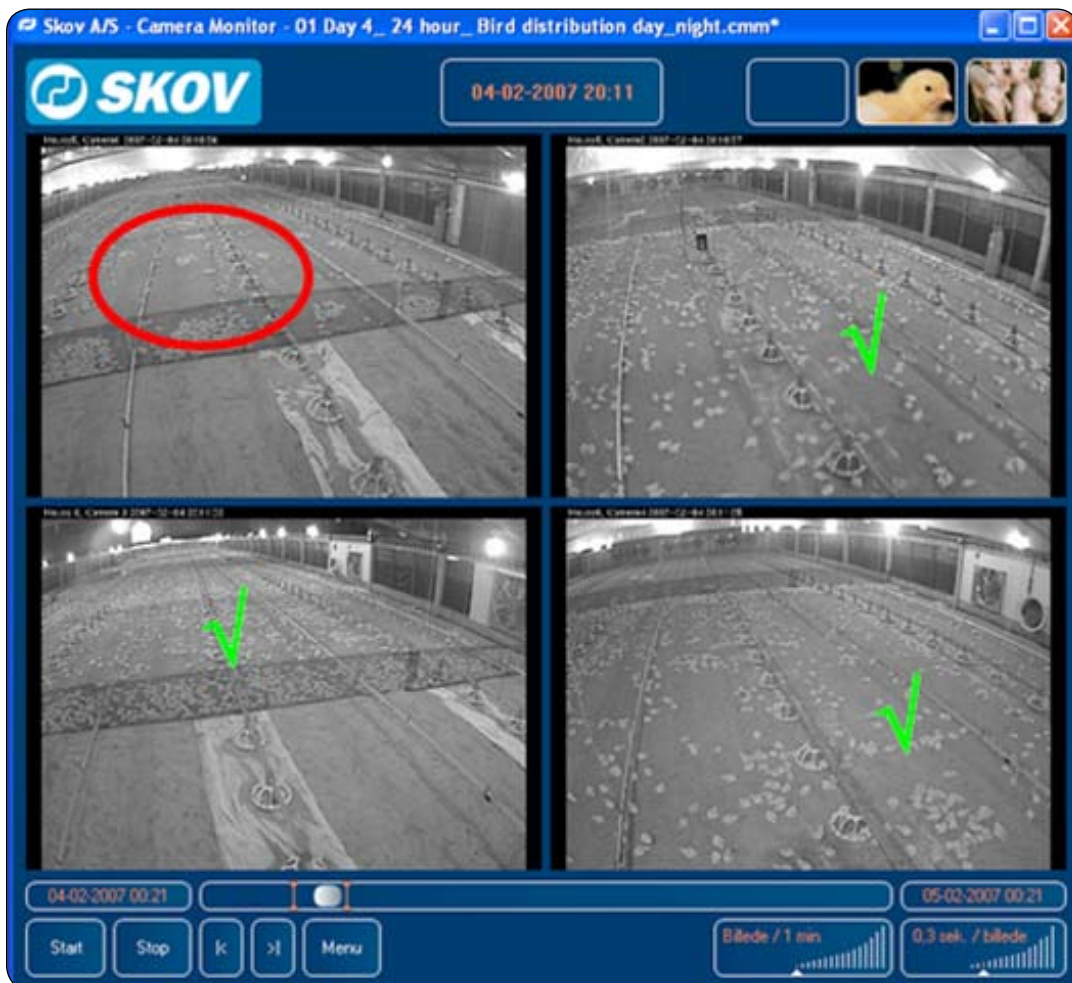 Skov A/S - Camera Monitor - 01 Day 4_ 24 hour_ Bird distribution day_night.cmm*
SKOV
04-02-2007 20:11
04-02-2007 00:21
05-02-2007 00:21
Start
Stop
|<
>|
Menu
Billede / 1 min
0,3 sek. / billede